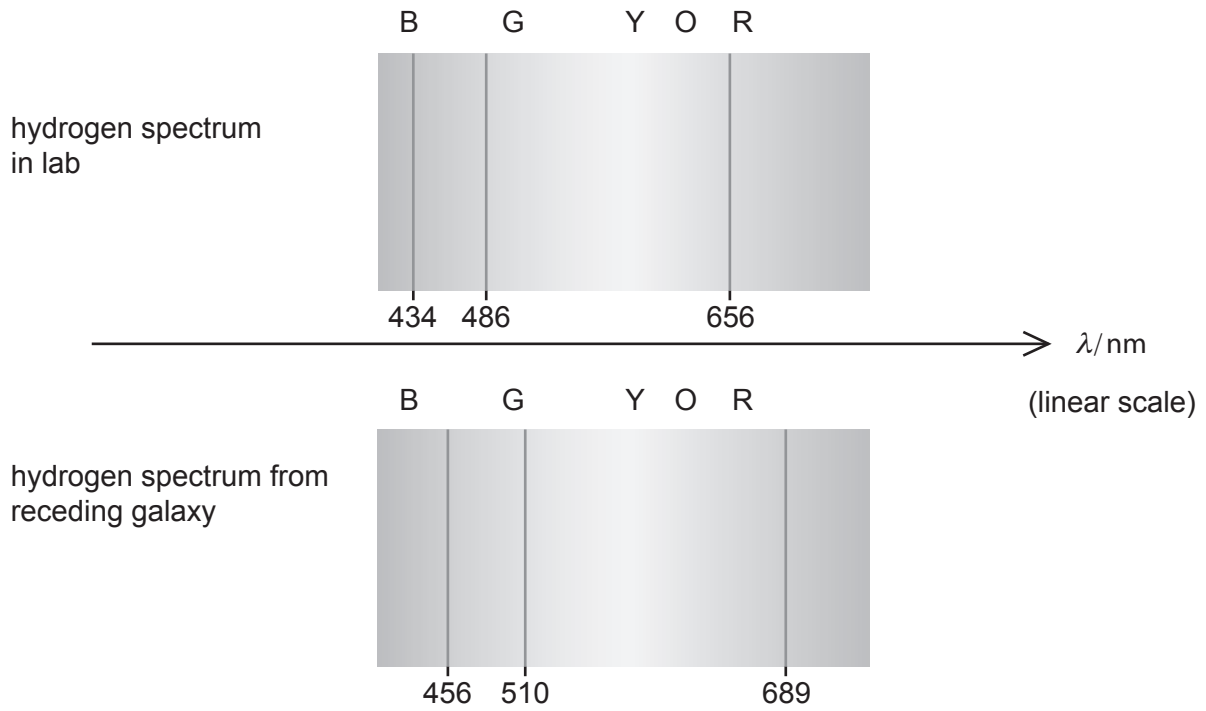 B G Y O R
hydrogen spectrum
in lab
434 486 656
λ/nm
B G Y O R
(linear scale)
hydrogen spectrum from
receding galaxy
456 510 689